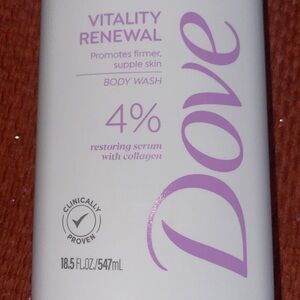 VITALITY
RENEWAL
Promotes firmer,
supple skin
BODY WASH
4%
restoring serum
with collagen
CLINICALLY
PROVEN
18.5 FL.OZ./547mL
Dove